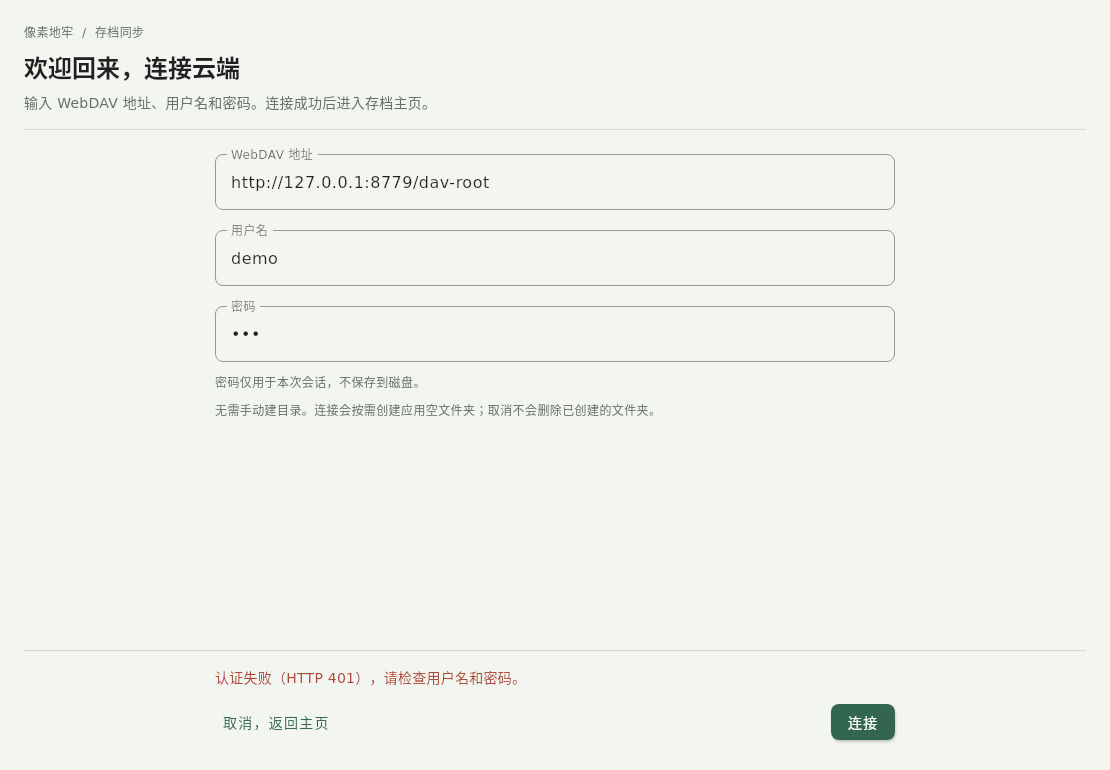 像素地牢 / 存档同步
欢迎回来，连接云端
输入 WebDAV 地址、用户名和密码。连接成功后进入存档主页。
WebDAV 地址
http://127.0.0.1:8779/dav-root
用户名
demo
密码
•••
密码仅用于本次会话，不保存到磁盘。
无需手动建目录。连接会按需创建应用空文件夹；取消不会删除已创建的文件夹。
认证失败（HTTP 401），请检查用户名和密码。
取消，返回主页
连接